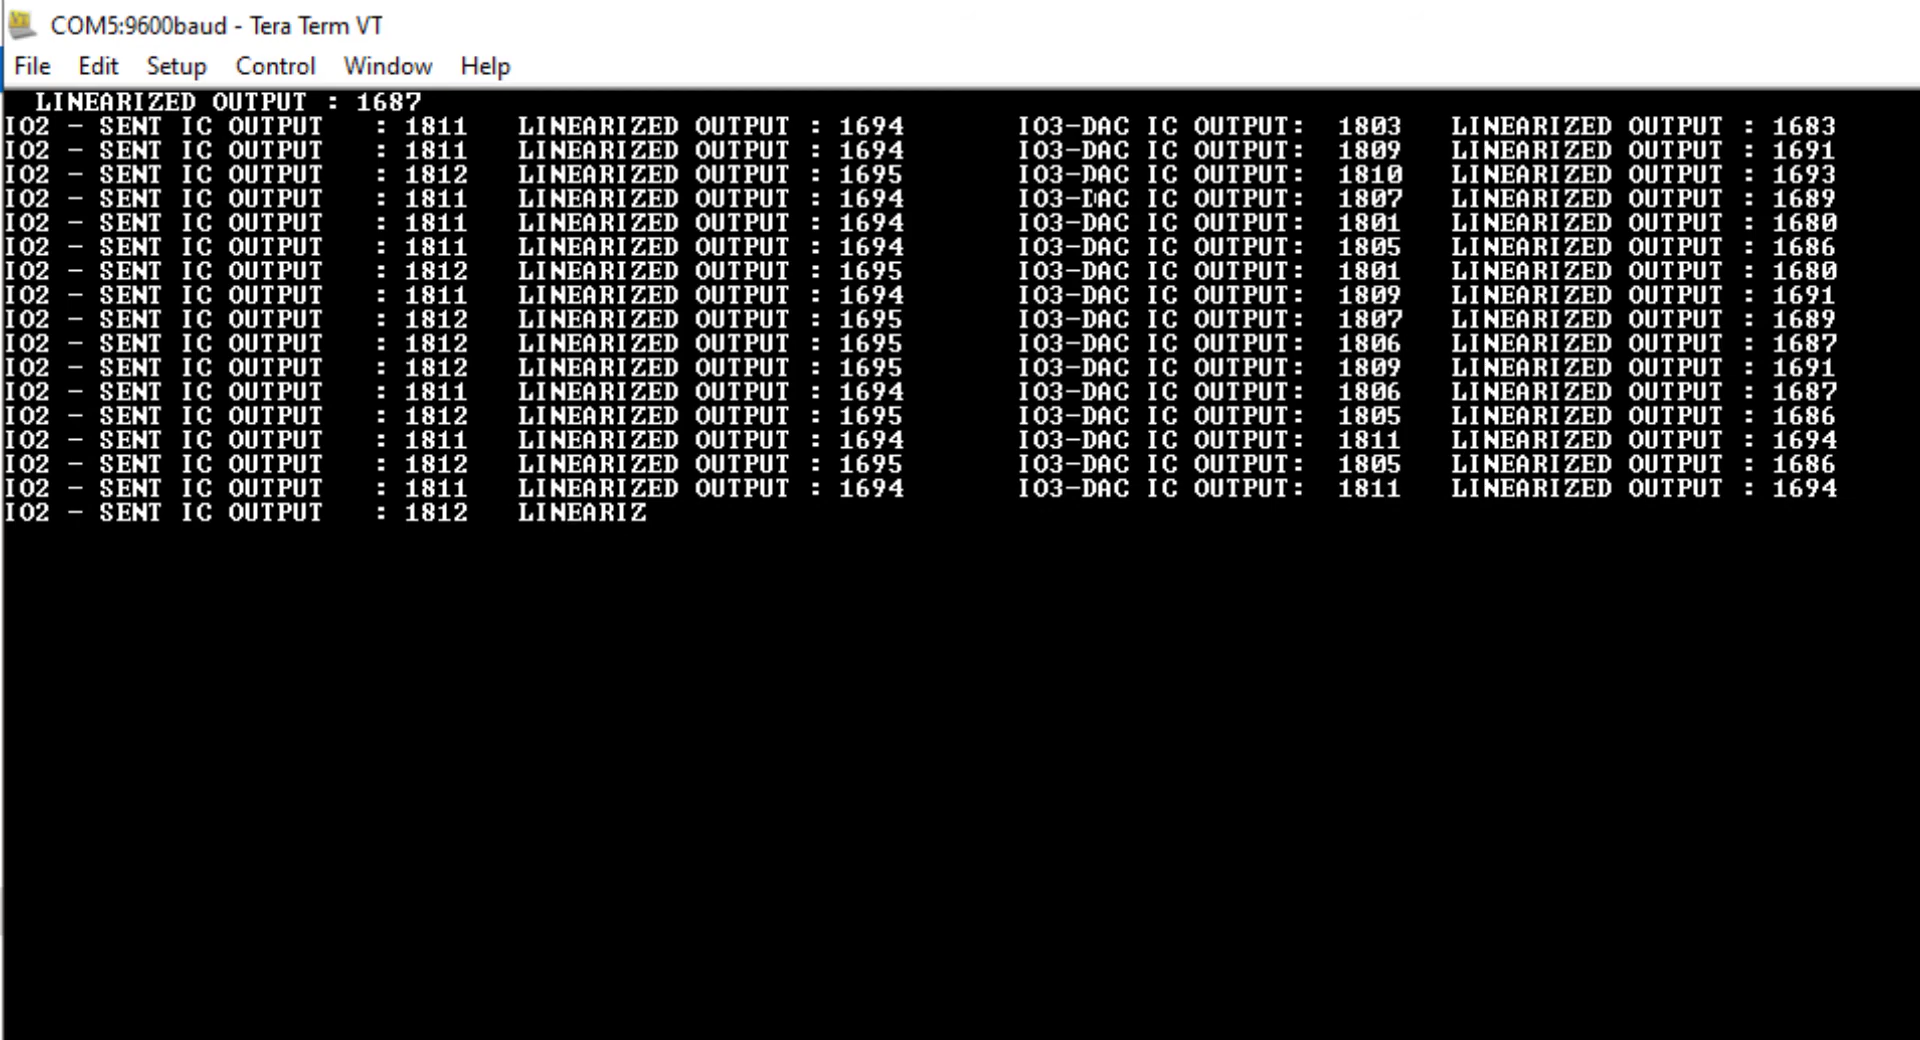 COM5:9600baud - Tera Term VT
File Edit Setup Control Window Help
LINEARIZED OUTPUT : 1687
IO2 - SENT IC OUTPUT : 1811 LINEARIZED OUTPUT : 1694 IO3-DAC IC OUTPUT: 1803 LINEARIZED OUTPUT : 1683
IO2 - SENT IC OUTPUT : 1811 LINEARIZED OUTPUT : 1694 IO3-DAC IC OUTPUT: 1809 LINEARIZED OUTPUT : 1691
IO2 - SENT IC OUTPUT : 1812 LINEARIZED OUTPUT : 1695 IO3-DAC IC OUTPUT: 1810 LINEARIZED OUTPUT : 1693
IO2 - SENT IC OUTPUT : 1811 LINEARIZED OUTPUT : 1694 IO3-DAC IC OUTPUT: 1807 LINEARIZED OUTPUT : 1689
IO2 - SENT IC OUTPUT : 1811 LINEARIZED OUTPUT : 1694 IO3-DAC IC OUTPUT: 1801 LINEARIZED OUTPUT : 1680
IO2 - SENT IC OUTPUT : 1811 LINEARIZED OUTPUT : 1694 IO3-DAC IC OUTPUT: 1805 LINEARIZED OUTPUT : 1686
IO2 - SENT IC OUTPUT : 1812 LINEARIZED OUTPUT : 1695 IO3-DAC IC OUTPUT: 1801 LINEARIZED OUTPUT : 1680
IO2 - SENT IC OUTPUT : 1811 LINEARIZED OUTPUT : 1694 IO3-DAC IC OUTPUT: 1809 LINEARIZED OUTPUT : 1691
IO2 - SENT IC OUTPUT : 1812 LINEARIZED OUTPUT : 1695 IO3-DAC IC OUTPUT: 1807 LINEARIZED OUTPUT : 1689
IO2 - SENT IC OUTPUT : 1812 LINEARIZED OUTPUT : 1695 IO3-DAC IC OUTPUT: 1806 LINEARIZED OUTPUT : 1687
IO2 - SENT IC OUTPUT : 1812 LINEARIZED OUTPUT : 1695 IO3-DAC IC OUTPUT: 1809 LINEARIZED OUTPUT : 1691
IO2 - SENT IC OUTPUT : 1811 LINEARIZED OUTPUT : 1694 IO3-DAC IC OUTPUT: 1806 LINEARIZED OUTPUT : 1687
IO2 - SENT IC OUTPUT : 1812 LINEARIZED OUTPUT : 1695 IO3-DAC IC OUTPUT: 1805 LINEARIZED OUTPUT : 1686
IO2 - SENT IC OUTPUT : 1811 LINEARIZED OUTPUT : 1694 IO3-DAC IC OUTPUT: 1811 LINEARIZED OUTPUT : 1694
IO2 - SENT IC OUTPUT : 1812 LINEARIZED OUTPUT : 1695 IO3-DAC IC OUTPUT: 1805 LINEARIZED OUTPUT : 1686
IO2 - SENT IC OUTPUT : 1811 LINEARIZED OUTPUT : 1694 IO3-DAC IC OUTPUT: 1811 LINEARIZED OUTPUT : 1694
IO2 - SENT IC OUTPUT : 1812 LINEARIZ